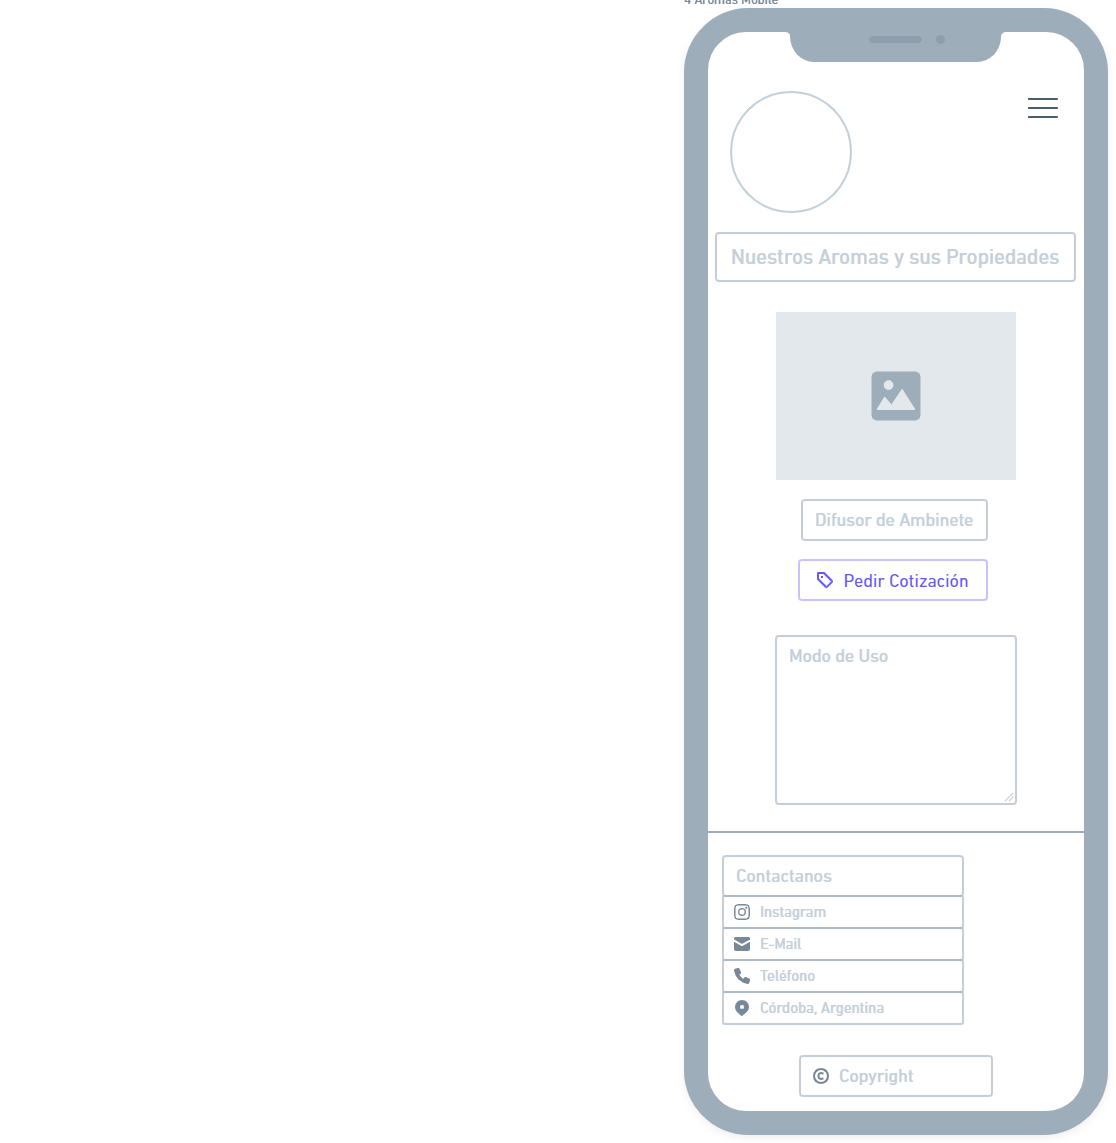 4 Aromas Mobile
Nuestros Aromas y sus Propiedades
Difusor de Ambinete
Pedir Cotización
Modo de Uso
Contactanos
Instagram
E-Mail
Teléfono
Córdoba, Argentina
Copyright